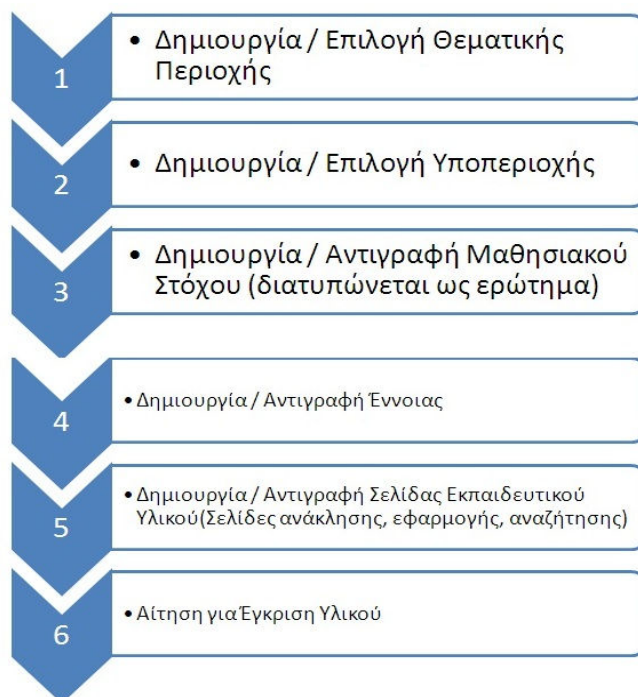 1
• Δημιουργία / Επιλογή Θεματικής
Περιοχής
2
• Δημιουργία / Επιλογή Υποπεριοχής
3
• Δημιουργία / Αντιγραφή Μαθησιακού
Στόχου (διατυπώνεται ως ερώτημα)
4
• Δημιουργία / Αντιγραφή Έννοιας
5
• Δημιουργία / Αντιγραφή Σελίδας Εκπαιδευτικού
Υλικού(Σελίδες ανάκλησης, εφαρμογής, αναζήτησης)
6
• Αίτηση για Έγκριση Υλικού